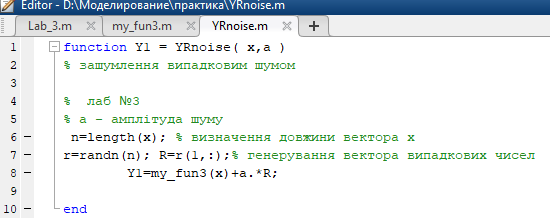 Editor - D:\Моделирование\практика\YRnoise.m
Lab_3.m × my_fun3.m × YRnoise.m × +
1 function Y1 = YRnoise( x,a )
2 % зашумлення випадковим шумом
3
4 %  лаб №3
5 % a - амплітуда шуму
6 – n=length(x); % визначення довжини вектора x
7 – r=randn(n); R=r(1,:);% генерування вектора випадкових чисел
8 – Y1=my_fun3(x)+a.*R;
9
10 – end